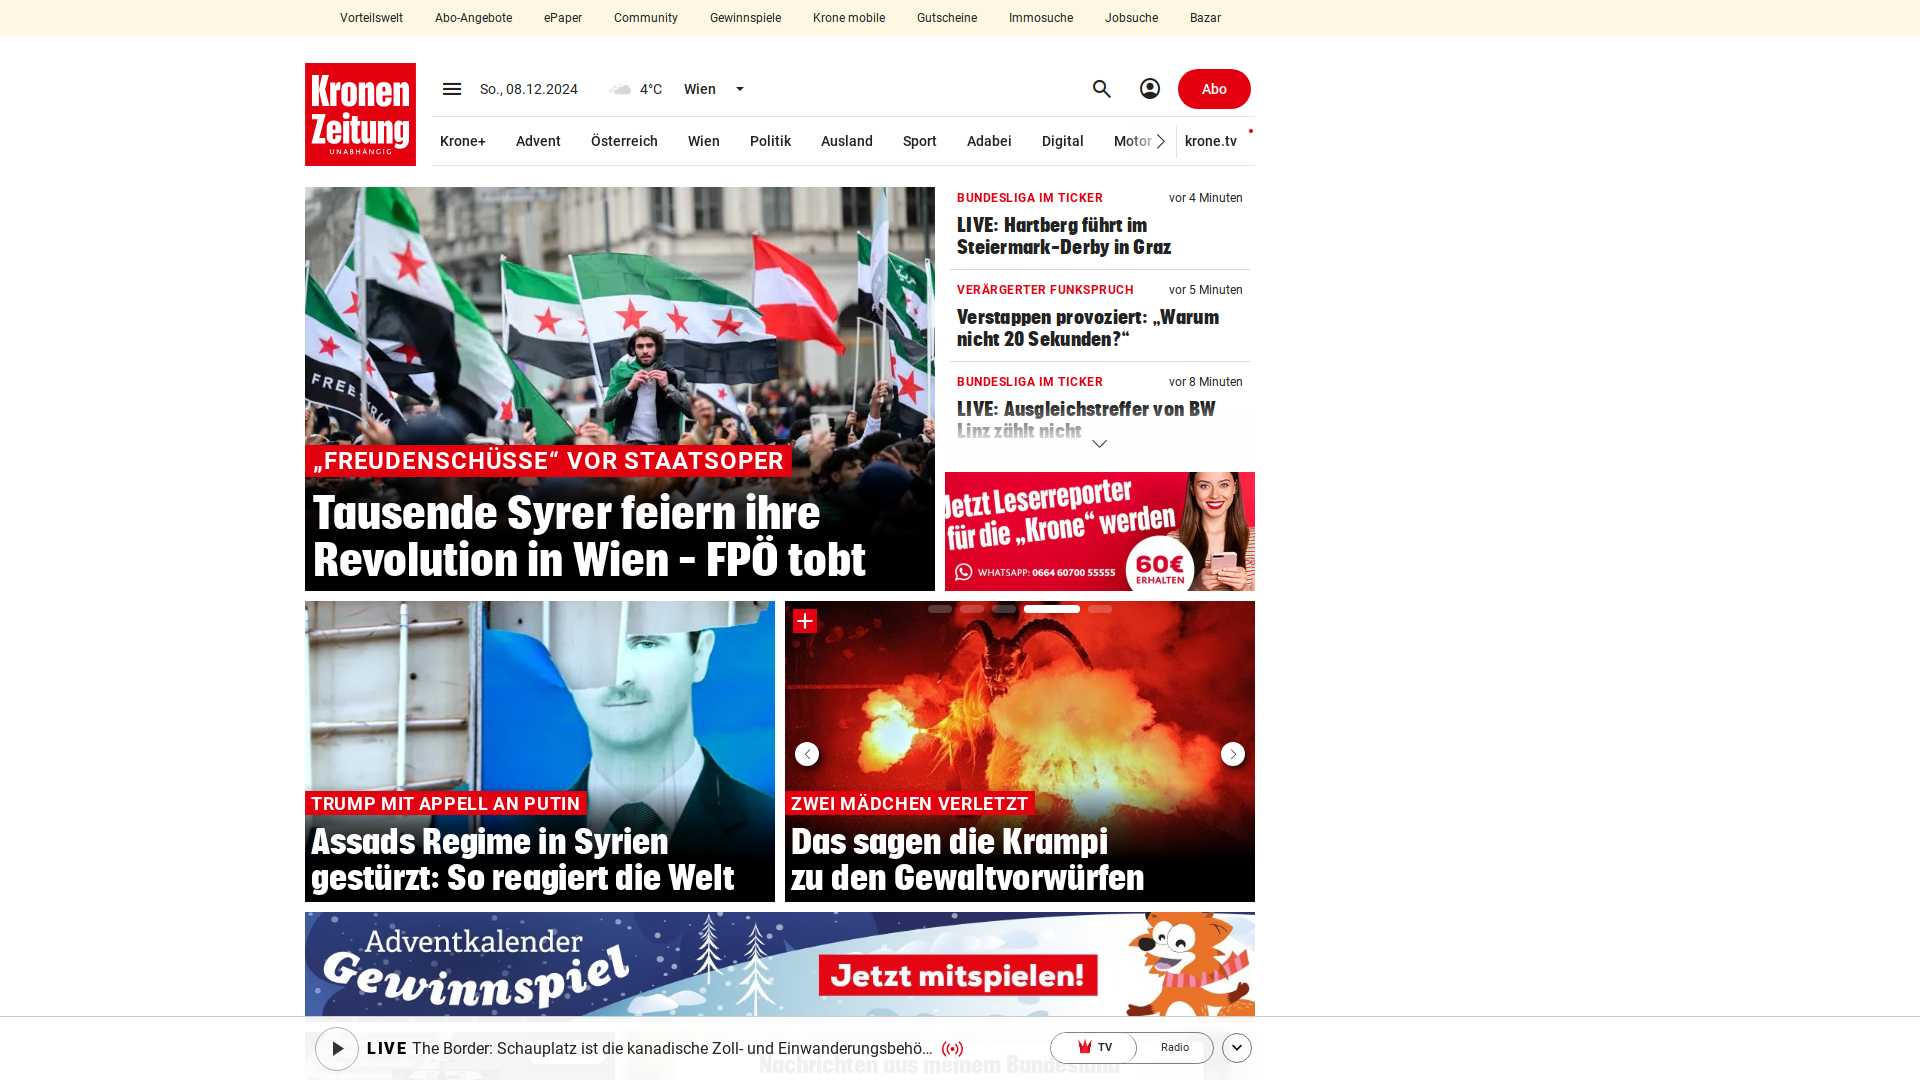 Vorteilswelt Abo-Angebote ePaper Community Gewinnspiele Krone mobile Gutscheine Immosuche Jobsuche Bazar
Kronen
Zeitung
UNABHÄNGIG
So., 08.12.2024 4°C Wien
Abo
Krone+ Advent Österreich Wien Politik Ausland Sport Adabei Digital Motor krone.tv
FREE SYRIA
„FREUDENSCHÜSSE“ VOR STAATSOPER
Tausende Syrer feiern ihre
Revolution in Wien – FPÖ tobt
BUNDESLIGA IM TICKER vor 4 Minuten
LIVE: Hartberg führt im
Steiermark-Derby in Graz
VERÄRGERTER FUNKSPRUCH vor 5 Minuten
Verstappen provoziert: „Warum
nicht 20 Sekunden?“
BUNDESLIGA IM TICKER vor 8 Minuten
LIVE: Ausgleichstreffer von BW
Linz zählt nicht
Jetzt Leserreporter
für die „Krone“ werden
WHATSAPP: 0664 60700 55555
60€
ERHALTEN
TRUMP MIT APPELL AN PUTIN
Assads Regime in Syrien
gestürzt: So reagiert die Welt
ZWEI MÄDCHEN VERLETZT
Das sagen die Krampi
zu den Gewaltvorwürfen
Adventkalender
Gewinnspiel
Jetzt mitspielen!
LIVE The Border: Schauplatz ist die kanadische Zoll- und Einwanderungsbehö...
TV Radio
Nachrichten aus meinem Bundesland